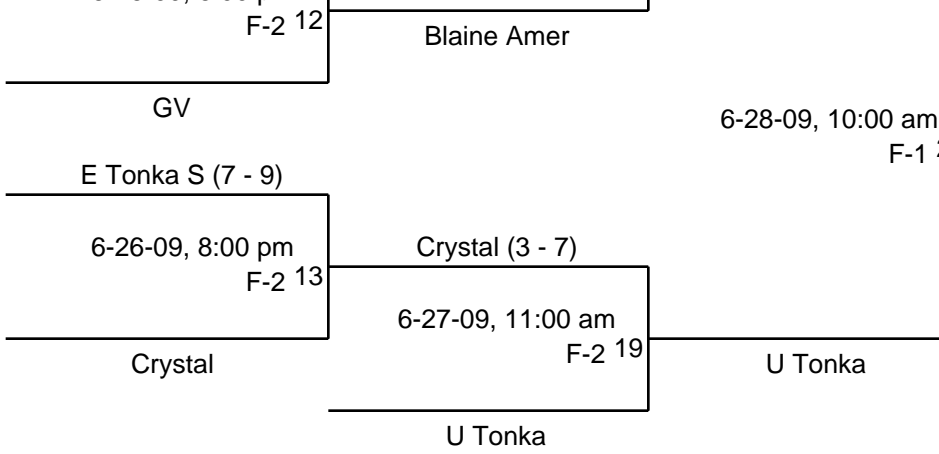 F-2 12
Blaine Amer
GV
6-28-09, 10:00 am
F-1
E Tonka S (7 - 9)
6-26-09, 8:00 pm
F-2 13
Crystal (3 - 7)
6-27-09, 11:00 am
F-2 19
Crystal
U Tonka
U Tonka